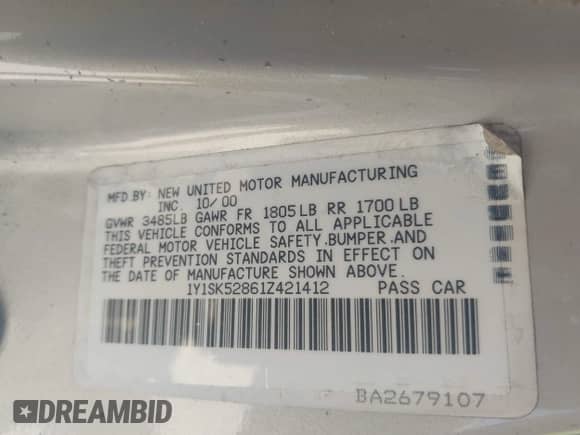 MFD.BY: NEW UNITED MOTOR MANUFACTURING
INC. 10/00
GVWR 3485LB GAWR FR 1805LB RR 1700LB
THIS VEHICLE CONFORMS TO ALL APPLICABLE
FEDERAL MOTOR VEHICLE SAFETY.BUMPER.AND
THEFT PREVENTION STANDARDS IN EFFECT ON
THE DATE OF MANUFACTURE SHOWN ABOVE.
1Y1SK52861Z421412 PASS CAR
BA2679107
DREAMBID